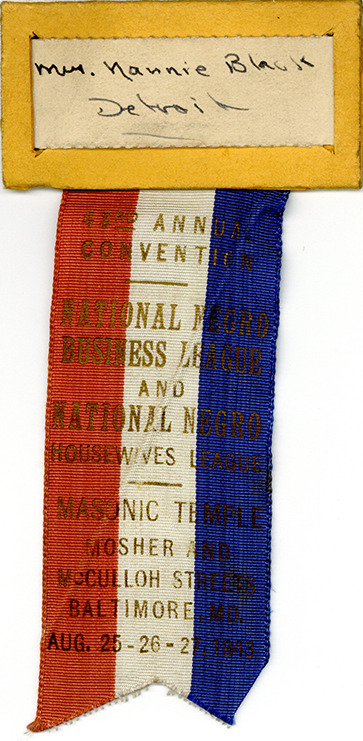 Mrs. Nannie Black
Detroit
43RD ANNUAL
CONVENTION
NATIONAL NEGRO
BUSINESS LEAGUE
AND
NATIONAL NEGRO
HOUSEWIVES LEAGUE
MASONIC TEMPLE
MOSHER AND
McCULLOH STREETS
BALTIMORE, MD.
AUG. 25-26-27, 1943